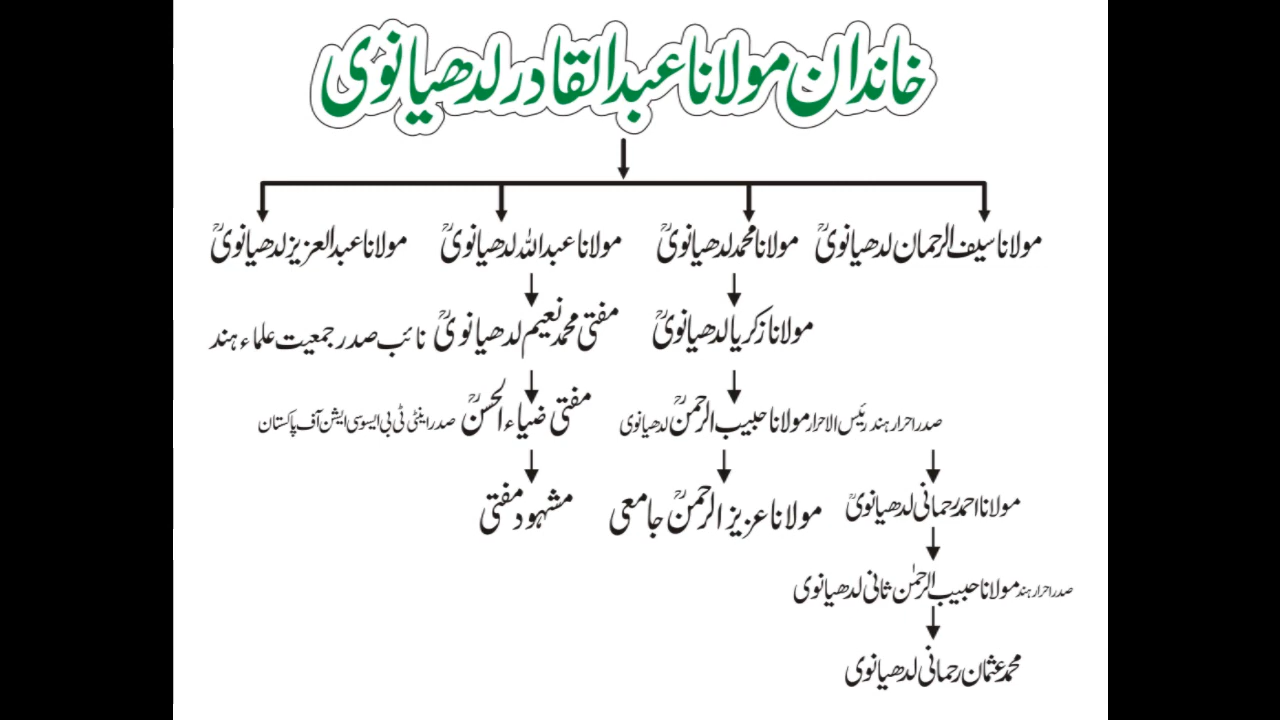 خاندان مولانا عبدالقادر لدھیانوی
مولانا سیف الرحمان لدھیانویؒ
مولانا محمد لدھیانویؒ
مولانا عبداللہ لدھیانویؒ
مولانا عبدالعزیز لدھیانویؒ
مولانا زکریا لدھیانویؒ
مفتی محمد نعیم لدھیانویؒ نائب صدر جمعیت علماء ہند
صدر احرار ہند رئیس الاحرار مولانا حبیب الرحمنؒ لدھیانوی
مفتی ضیاء الحسنؒ صدر اینٹی ٹی بی ایسوسی ایشن آف پاکستان
مولانا احمد رحمانی لدھیانویؒ
مولانا عزیز الرحمنؒ جامعی
مشہود مفتی
صدر احرار ہند مولانا حبیب الرحمٰن ثانی لدھیانوی
محمد عثمان رحمانی لدھیانوی